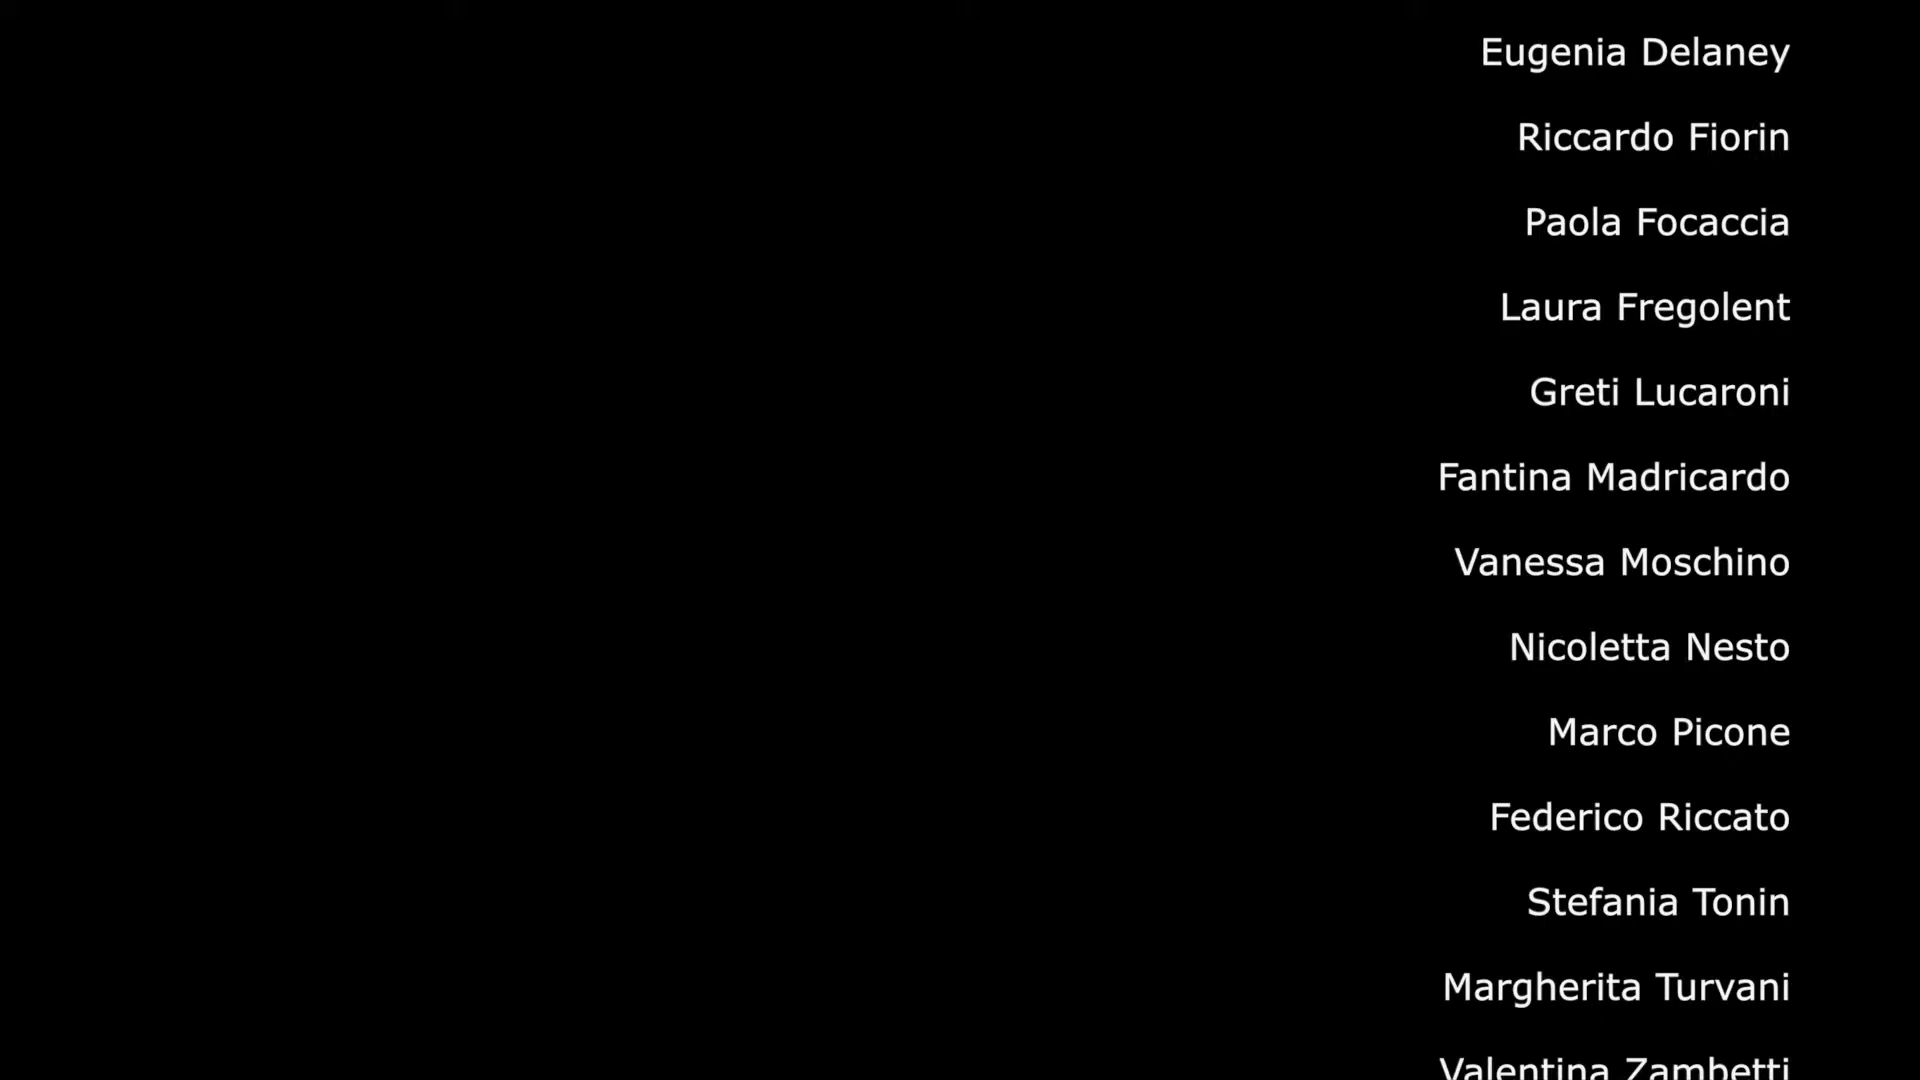 Eugenia Delaney
Riccardo Fiorin
Paola Focaccia
Laura Fregolent
Greti Lucaroni
Fantina Madricardo
Vanessa Moschino
Nicoletta Nesto
Marco Picone
Federico Riccato
Stefania Tonin
Margherita Turvani
Valentina Zambetti